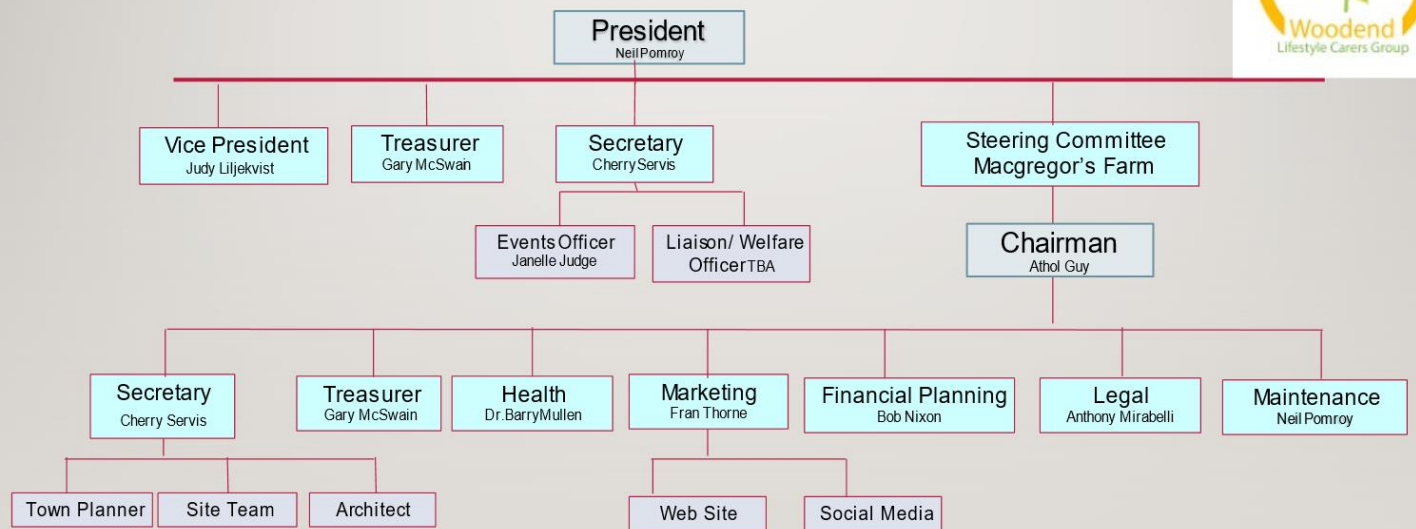 President
Neil Pomroy
Woodend
Lifestyle Carers Group
Vice President
Judy Liljekvist
Treasurer
Gary McSwain
Secretary
Cherry Servis
Steering Committee
Macgregor’s Farm
Events Officer
Janelle Judge
Liaison/ Welfare
Officer TBA
Chairman
Athol Guy
Secretary
Cherry Servis
Treasurer
Gary McSwain
Health
Dr.Barry Mullen
Marketing
Fran Thorne
Financial Planning
Bob Nixon
Legal
Anthony Mirabelli
Maintenance
Neil Pomroy
Town Planner
Site Team
Architect
Web Site
Social Media